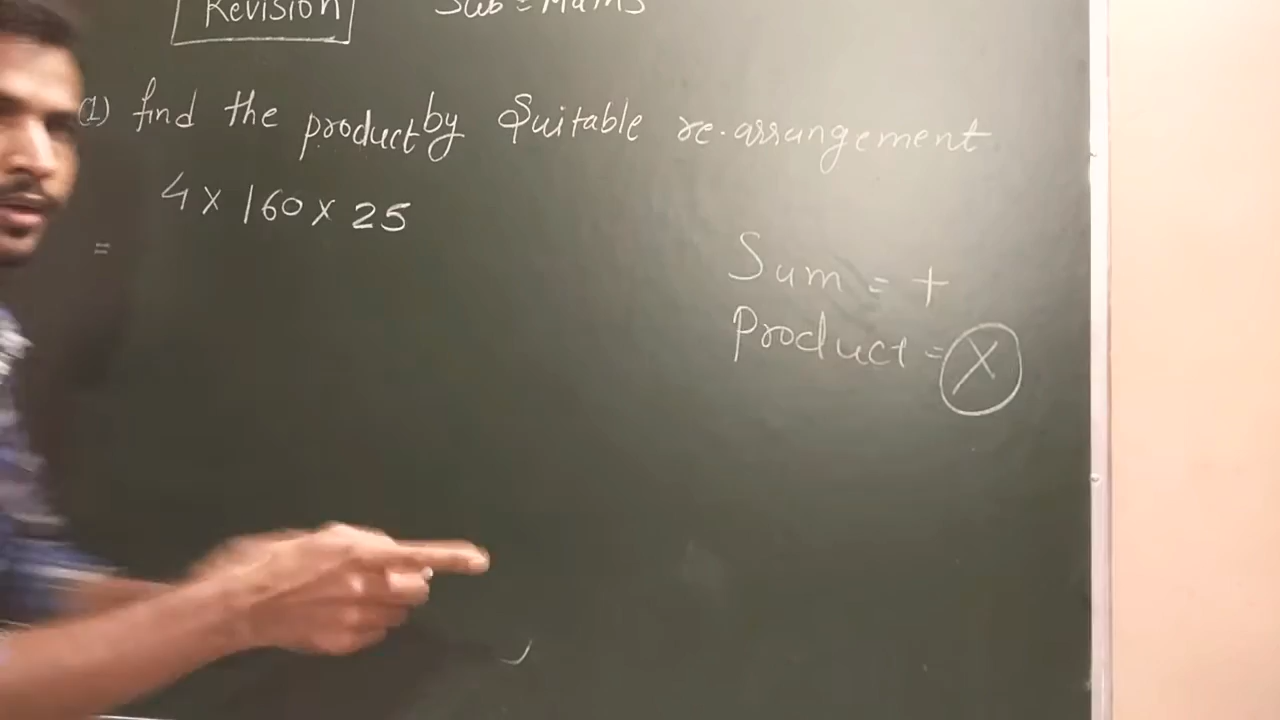 Revision Sub = Maths
(1) find the product by Suitable re-arrangement
4 x 160 x 25
=
Sum = +
Product = X